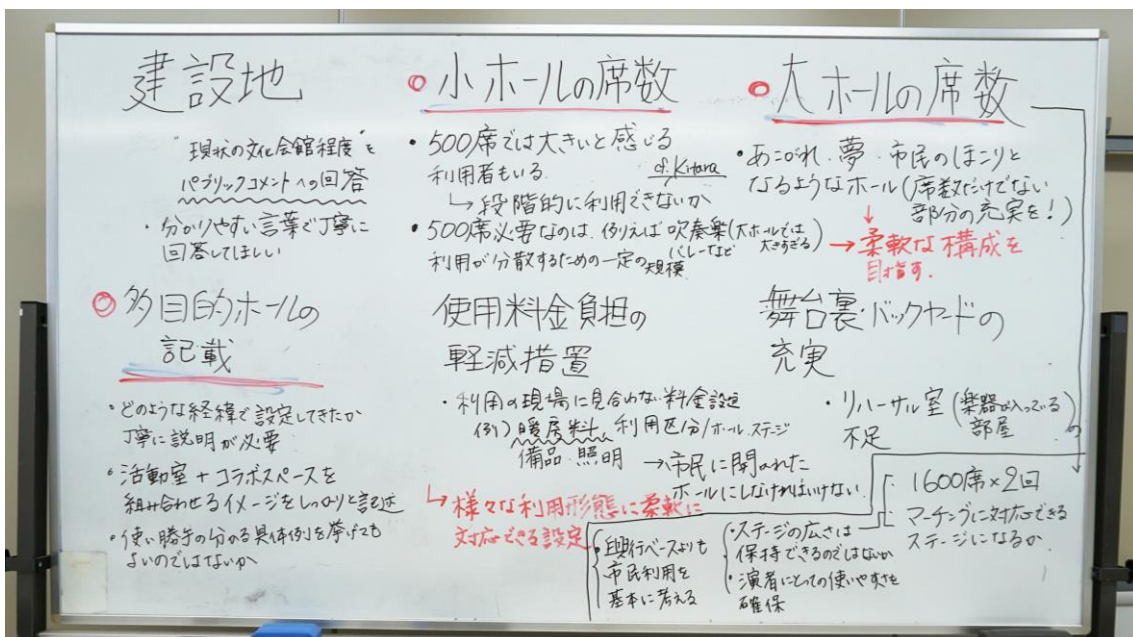 建設地
"現状の文化会館程度"を
パブリックコメントへの回答
・分かりやすい言葉で丁寧に
回答してほしい
小ホールの席数
・500席では大きいと感じる
利用者もいる
cf. Kitara
↳段階的に利用できないか
・500席必要なのは、例えば吹奏楽(大ホールでは
大きすぎる)
バレーなど
利用が分散するための一定の規模
大ホールの席数
・あこがれ・夢・市民のほこりと
なるようなホール(席数だけでない
部分の充実を!)
→柔軟な構成を
目指す.
多目的ホールの
記載
・どのような経緯で設定してきたか
丁寧に説明が必要
・活動室+コラボスペースを
組み合わせるイメージをしっかりと記述
・使い勝手の分かる具体例を挙げても
よいのではないか
使用料金負担の
軽減措置
・利用の現場に見合わない料金設定
例)暖房料、利用区分/ホール.ステージ
備品・照明
→市民に開かれた
ホールにしなければいけない
↳様々な利用形態に柔軟に
対応できる設定
舞台裏・バックヤードの
充実
・リハーサル室(楽器が入っている
部屋)の
不足
1600席×2回
マーチングに対応できる
ステージになるか
・ステージの広さは
保持できるのではないか
・演者にとっての使いやすさを
確保
・興行ベースよりも
市民利用を
基本に考える